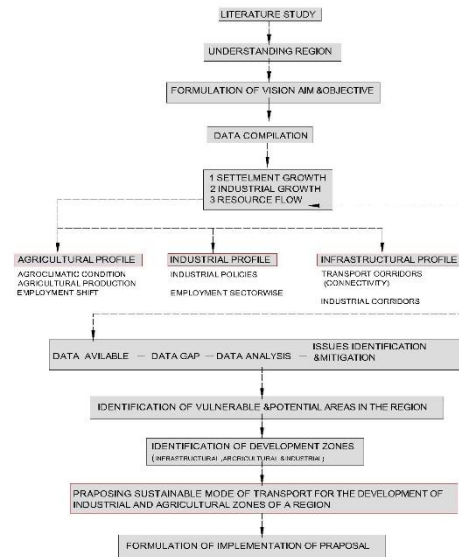 LITERATURE STUDY
UNDERSTANDING REGION
FORMULATION OF VISION AIM &OBJECTIVE
DATA COMPILATION
1 SETTELMENT GROWTH
2 INDUSTRIAL GROWTH
3 RESOURCE FLOW
AGRICULTURAL PROFILE
AGROCLIMATIC CONDITION
AGRICULTURAL PRODUCTION
EMPLOYMENT SHIFT
INDUSTRIAL PROFILE
INDUSTRIAL POLICIES
EMPLOYMENT SECTORWISE
INFRASTRUCTURAL PROFILE
TRANSPORT CORRIDORS
(CONNECTIVITY)
INDUSTRIAL CORRIDORS
DATA AVILABLE — DATA GAP — DATA ANALYSIS — ISSUES IDENTIFICATION
&MITIGATION
IDENTIFICATION OF VULNERABLE &POTENTIAL AREAS IN THE REGION
IDENTIFICATION OF DEVELOPMENT ZONES
(INFRASTRUCTURAL ,ARCRICULTURAL &INDUSTRIAL)
PRAPOSING SUSTAINABLE MODE OF TRANSPORT FOR THE DEVELOPMENT OF
INDUSTRIAL AND AGRICULTURAL ZONES OF A REGION
FORMULATION OF IMPLEMENTATION OF PRAPOSAL